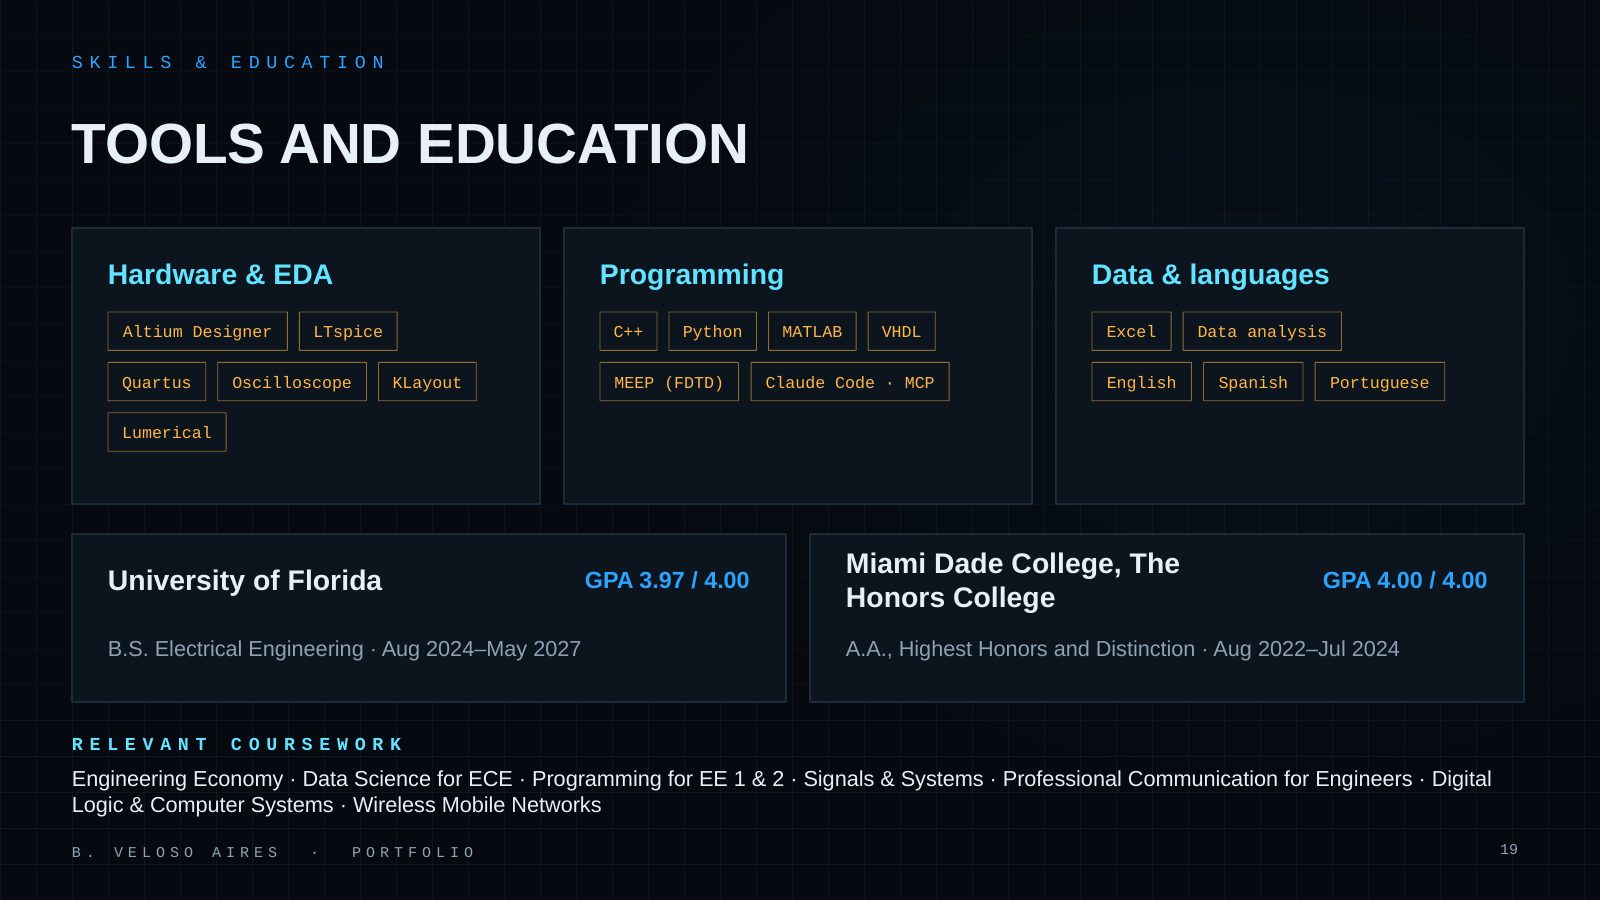 SKILLS & EDUCATION
TOOLS AND EDUCATION
Hardware & EDA
Altium Designer LTspice
Quartus Oscilloscope KLayout
Lumerical
Programming
C++ Python MATLAB VHDL
MEEP (FDTD) Claude Code · MCP
Data & languages
Excel Data analysis
English Spanish Portuguese
University of Florida GPA 3.97 / 4.00
B.S. Electrical Engineering · Aug 2024–May 2027
Miami Dade College, The
Honors College
GPA 4.00 / 4.00
A.A., Highest Honors and Distinction · Aug 2022–Jul 2024
RELEVANT COURSEWORK
Engineering Economy · Data Science for ECE · Programming for EE 1 & 2 · Signals & Systems · Professional Communication for Engineers · Digital
Logic & Computer Systems · Wireless Mobile Networks
B. VELOSO AIRES · PORTFOLIO
19